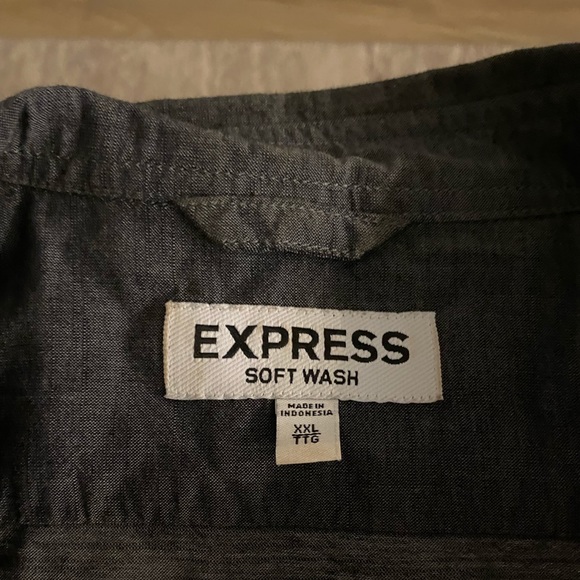 EXPRESS
SOFT WASH
MADE IN
INDONESIA
XXL
TTG